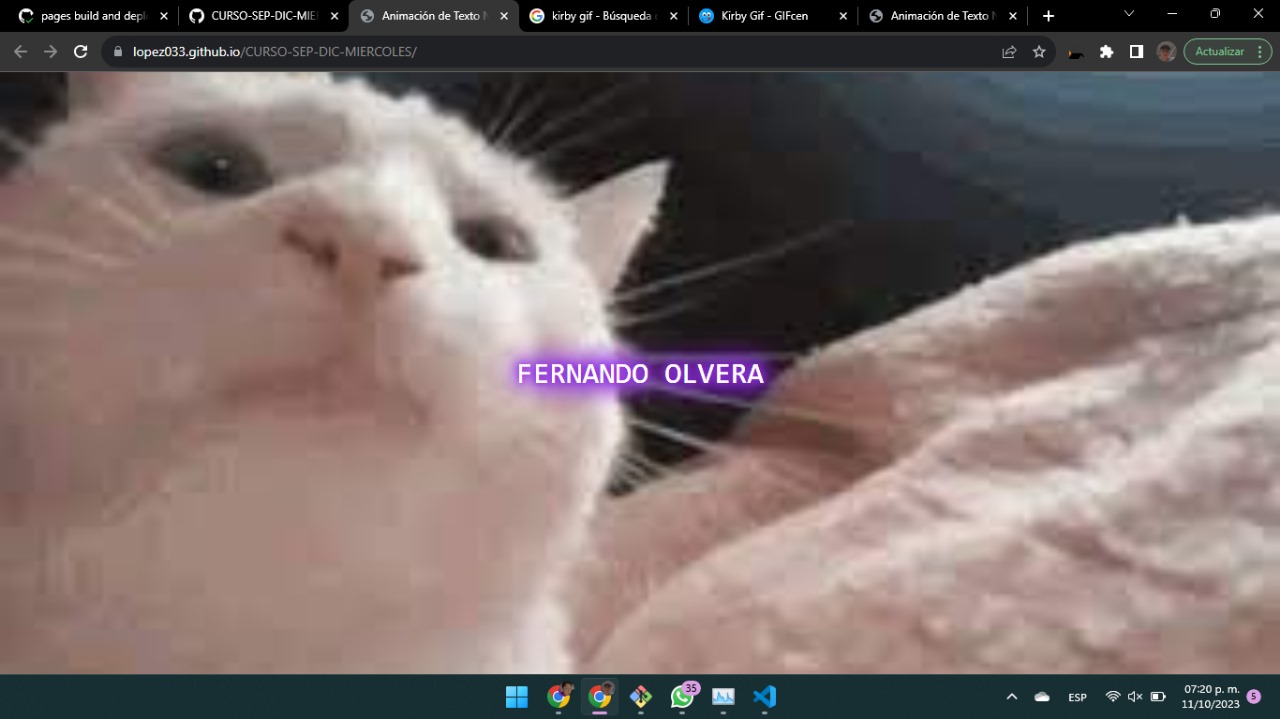 pages build and depl
CURSO-SEP-DIC-MIE
Animación de Texto N
kirby gif - Búsqueda
Kirby Gif - GIFcen
Animación de Texto N
lopez033.github.io/CURSO-SEP-DIC-MIERCOLES/
Actualizar
FERNANDO OLVERA
35
ESP
07:20 p. m.
11/10/2023
5